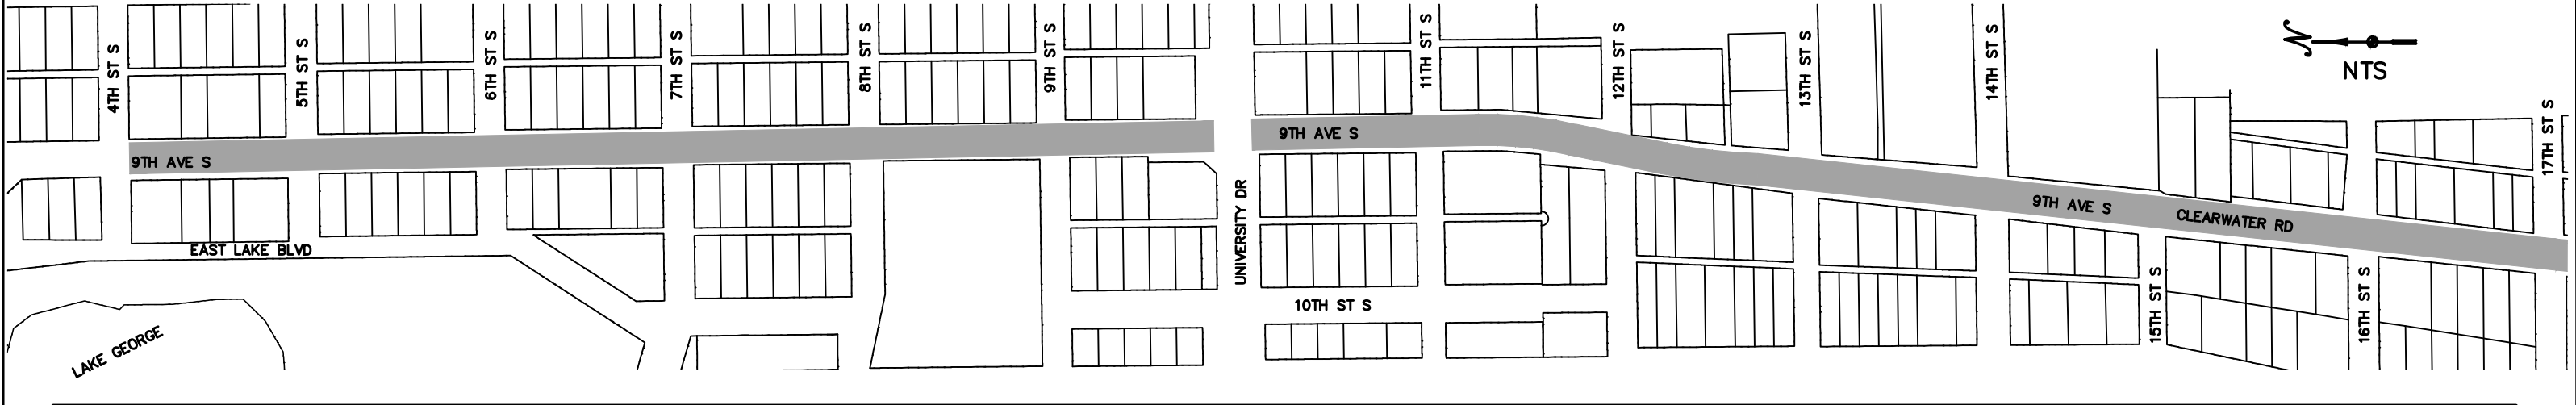 4TH ST S
5TH ST S
6TH ST S
7TH ST S
8TH ST S
9TH ST S
11TH ST S
12TH ST S
13TH ST S
14TH ST S
N
NTS
17TH ST S
9TH AVE S
9TH AVE S
9TH AVE S
CLEARWATER RD
EAST LAKE BLVD
UNIVERSITY DR
10TH ST S
15TH ST S
16TH ST S
LAKE GEORGE